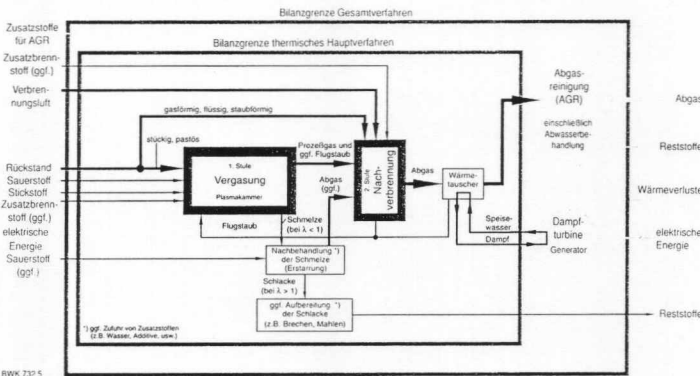 Bilanzgrenze Gesamtverfahren
Zusatzstoffe
für AGR
Bilanzgrenze thermisches Hauptverfahren
Zusatzbrenn-
stoff (ggf.)
Verbren-
nungsluft
gasförmig, flüssig, staubförmig
stückig, pastös
Rückstand
Sauerstoff
Stickstoff
Zusatzbrenn-
stoff (ggf.)
elektrische
Energie
Sauerstoff
(ggf.)
1. Stufe
Vergasung
Plasmakammer
Prozeßgas und
ggf. Flugstaub
Abgas
(ggf.)
2. Stufe
Nach-
verbrennung
Abgas
Wärme-
tauscher
Flugstaub
Schmelze
(bei λ < 1)
Nachbehandlung *)
der Schmelze
(Erstarrung)
Schlacke
(bei λ > 1)
ggf. Aufbereitung *)
der Schlacke
(z.B. Brechen, Mahlen)
Speise-
wasser
Dampf
Dampf-
turbine
Generator
Abgas-
reinigung
(AGR)
einschließlich
Abwasserbe-
handlung
Abgas
Reststoffe
Wärmeverluste
elektrische
Energie
Reststoffe
*) ggf. Zufuhr von Zusatzstoffen
(z.B. Wasser, Additive, usw.)
BWK 732.5